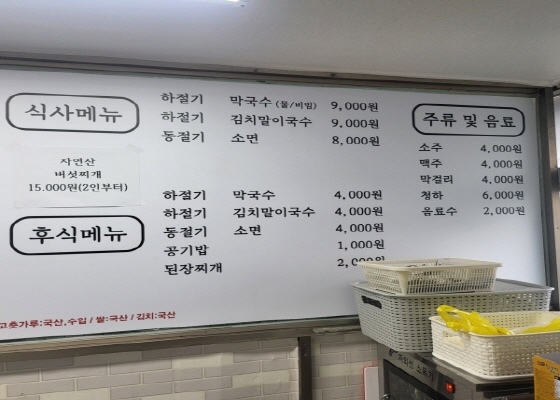 식사메뉴
하절기 막국수 (물/비빔) 9,000원
하절기 김치말이국수 9,000원
동절기 소면 8,000원
자연산
버섯찌개
15.000원(2인부터)
후식메뉴
하절기 막국수 4,000원
하절기 김치말이국수 4,000원
동절기 소면 4,000원
공기밥 1,000원
된장찌개
주류 및 음료
소주 4,000원
맥주 4,000원
막걸리 4,000원
청하 6,000원
음료수 2,000원
고춧가루:국산,수입 / 쌀:국산 / 김치:국산